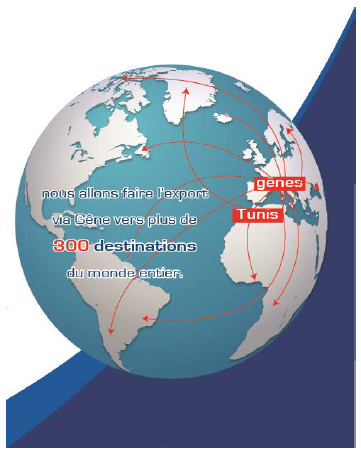 gênes
Tunis
nous allons faire l'export
via Gêne vers plus de
300 destinations
du monde entier.